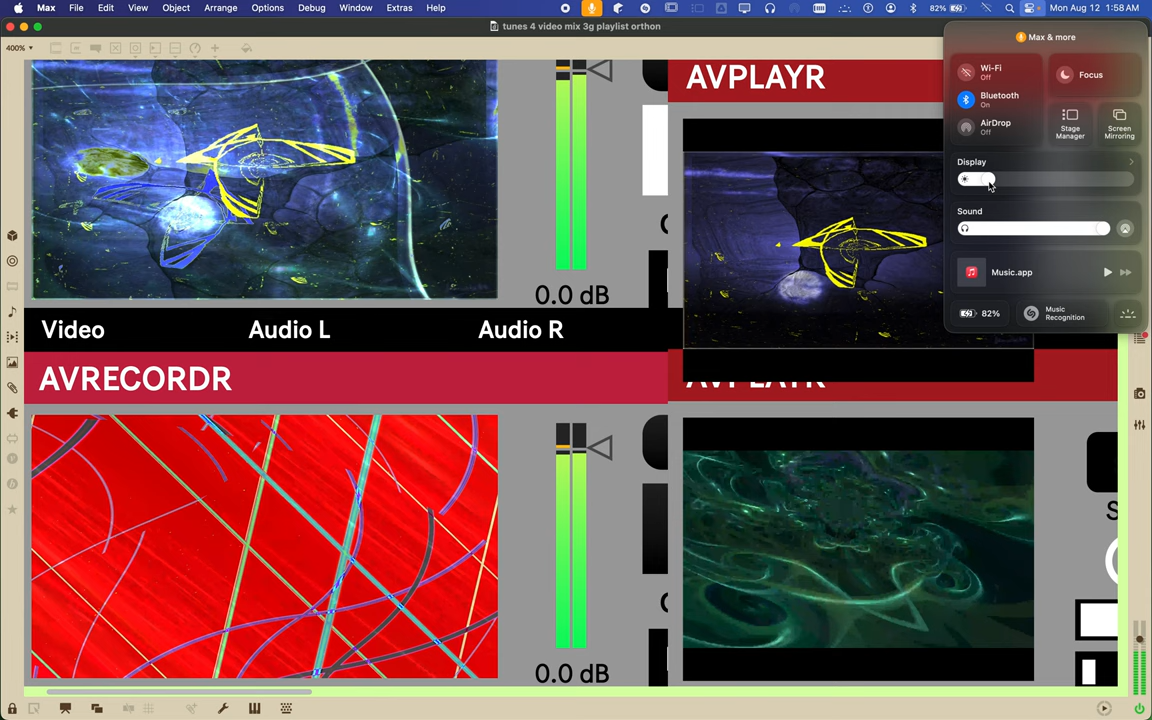 Max File Edit View Object Arrange Options Debug Window Extras Help 82% Mon Aug 12 1:58 AM
tunes 4 video mix 3g playlist orthon
400%
AVPLAYR
0.0 dB
Video Audio L Audio R
AVRECORDR
0.0 dB
Max & more
Wi-Fi
Off
Bluetooth
On
AirDrop
Off
Focus
Stage
Manager
Screen
Mirroring
Display
Sound
Music.app
82%
Music
Recognition